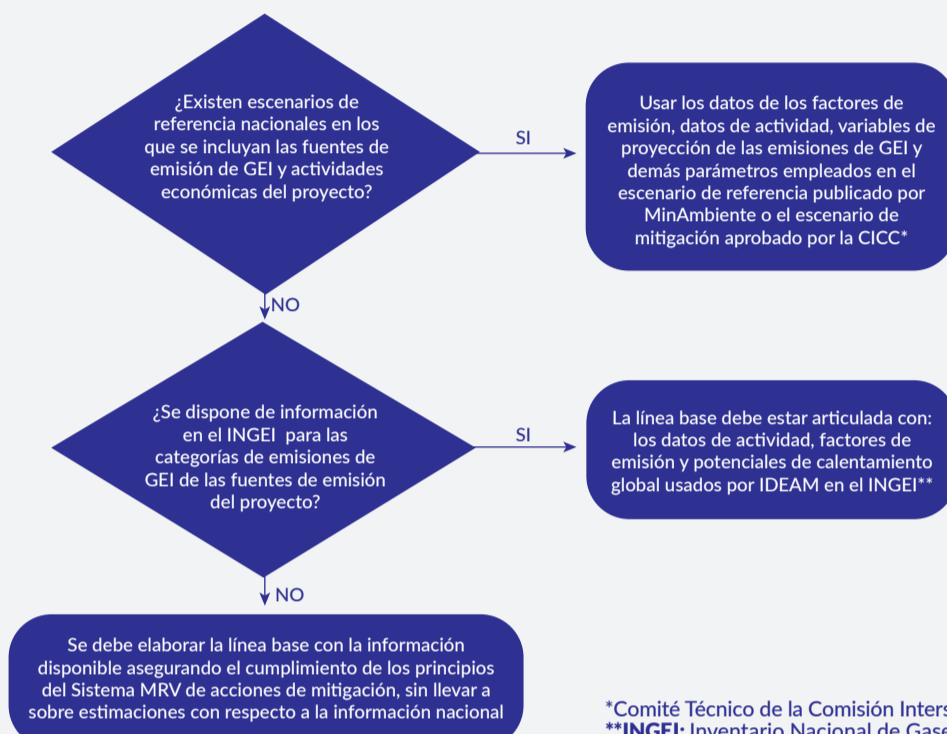 ¿Existen escenarios de
referencia nacionales en los
que se incluyan las fuentes de
emisión de GEI y actividades
económicas del proyecto?
SI
Usar los datos de los factores de
emisión, datos de actividad, variables de
proyección de las emisiones de GEI y
demás parámetros empleados en el
escenario de referencia publicado por
MinAmbiente o el escenario de
mitigación aprobado por la CICC*
NO
¿Se dispone de información
en el INGEI para las
categorías de emisiones de
GEI de las fuentes de emisión
del proyecto?
SI
La línea base debe estar articulada con:
los datos de actividad, factores de
emisión y potenciales de calentamiento
global usados por IDEAM en el INGEI**
NO
Se debe elaborar la línea base con la información
disponible asegurando el cumplimiento de los principios
del Sistema MRV de acciones de mitigación, sin llevar a
sobre estimaciones con respecto a la información nacional
*Comité Técnico de la Comisión
**INGEI: Inventario Nacional de